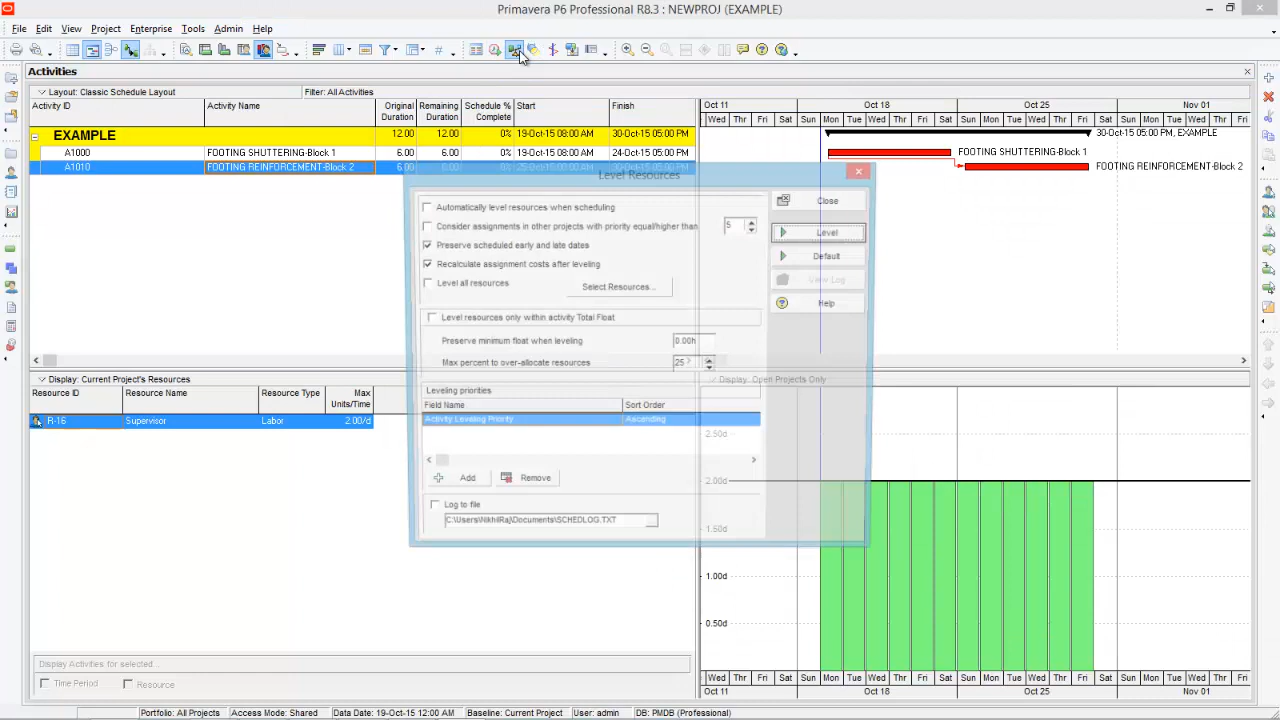 Primavera P6 Professional R8.3 : NEWPROJ (EXAMPLE)
File Edit View Project Enterprise Tools Admin Help
Activities
Layout: Classic Schedule Layout Filter: All Activities
Activity ID Activity Name Original Duration Remaining Duration Schedule % Complete Start Finish
Oct 11 Oct 18 Oct 25 Nov 01
Wed Thr Fri Sat Sun Mon Tue Wed Thr Fri Sat Sun Mon Tue Wed Thr Fri Sat Sun Mon Tue Wed Thr Fri
EXAMPLE 12.00 12.00 0% 19-Oct-15 08:00 AM 30-Oct-15 05:00 PM 30-Oct-15 05:00 PM, EXAMPLE
A1000 FOOTING SHUTTERING-Block 1 6.00 6.00 0% 19-Oct-15 08:00 AM 24-Oct-15 05:00 PM FOOTING SHUTTERING-Block 1
A1010 FOOTING REINFORCEMENT-Block 2 6.00 FOOTING REINFORCEMENT-Block 2
Level Resources
Automatically level resources when scheduling
Consider assignments in other projects with priority equal/higher than 5
Preserve scheduled early and late dates
Recalculate assignment costs after leveling
Level all resources Select Resources...
Level resources only within activity Total Float
Preserve minimum float when leveling 0.00h
Max percent to over-allocate resources 25
Leveling priorities
Field Name Sort Order
Activity Leveling Priority Ascending
Add Remove
Log to file
C:\Users\NikhilRaj\Documents\SCHEDLOG.TXT
Close
Level
Default
View Log
Help
Display: Current Project's Resources
Resource ID Resource Name Resource Type Max Units/Time
R-16 Supervisor Labor 2.00/d
Display: Open Projects Only
2.50d
2.00d
1.50d
1.00d
0.50d
Display Activities for selected...
Time Period Resource
Wed Thr Fri Sat Sun Mon Tue Wed Thr Fri Sat Sun Mon Tue Wed Thr Fri Sat Sun Mon Tue Wed Thr Fri
Oct 11 Oct 18 Oct 25 Nov 01
Portfolio: All Projects Access Mode: Shared Data Date: 19-Oct-15 12:00 AM Baseline: Current Project User: admin DB: PMDB (Professional)